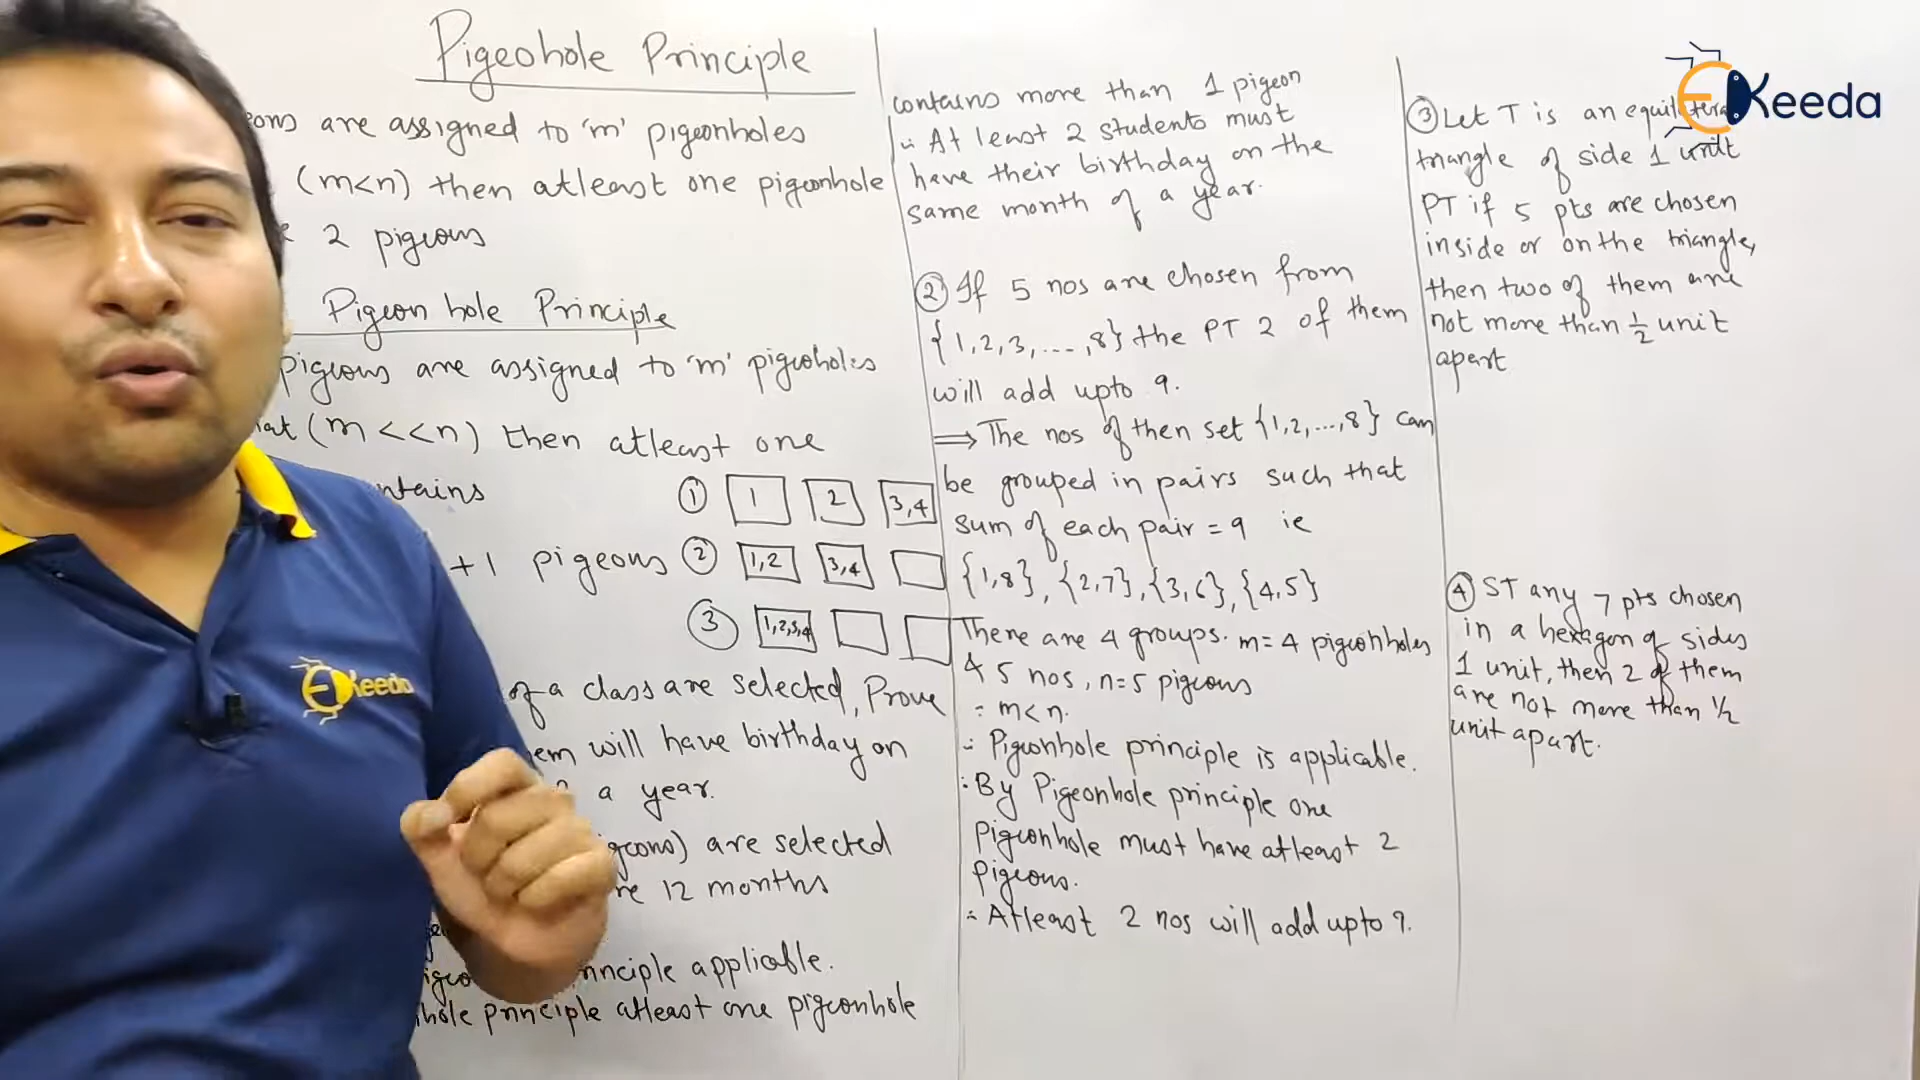 Pigeohole Principle
are assigned to 'm' pigeonholes
(m<n) then atleast one pigeonhole
2 pigeons
Pigeon hole Principle
pigeons are assigned to 'm' pigeoholes
(m<<n) then atleast one
+1 pigeons
① 1 2 3,4
② 1,2 3,4
③ 1,2,3,4
of a class are selected, Prove
will have birthday on
a year.
are selected
12 months
applicable.
hole principle atleast one pigeonhole
contains more than 1 pigeon
∴ At least 2 students must
have their birthday on the
same month of a year.
② If 5 nos are chosen from
{1,2,3,....,8} the PT 2 of them
will add upto 9.
⟹ The nos of then set {1,2,...,8} can
be grouped in pairs such that
sum of each pair = 9 ie
{1,8}, {2,7}, {3,6}, {4,5}
There are 4 groups. m=4 pigeonholes
& 5 nos, n=5 pigeons
∵ m<n.
∴ Pigeonhole principle is applicable.
∴ By Pigeonhole principle one
Pigeonhole must have atleast 2
pigeons.
∴ Atleast 2 nos will add upto 9.
③ Let T is an equilatera
triangle of side 1 unit
PT if 5 pts are chosen
inside or on the triangle,
then two of them are
not more than 1/2 unit
apart
④ ST any 7 pts chosen
in a hexagon of sides
1 unit, then 2 of them
are not more than 1/2
unit apart.
EKeeda
EKeeda